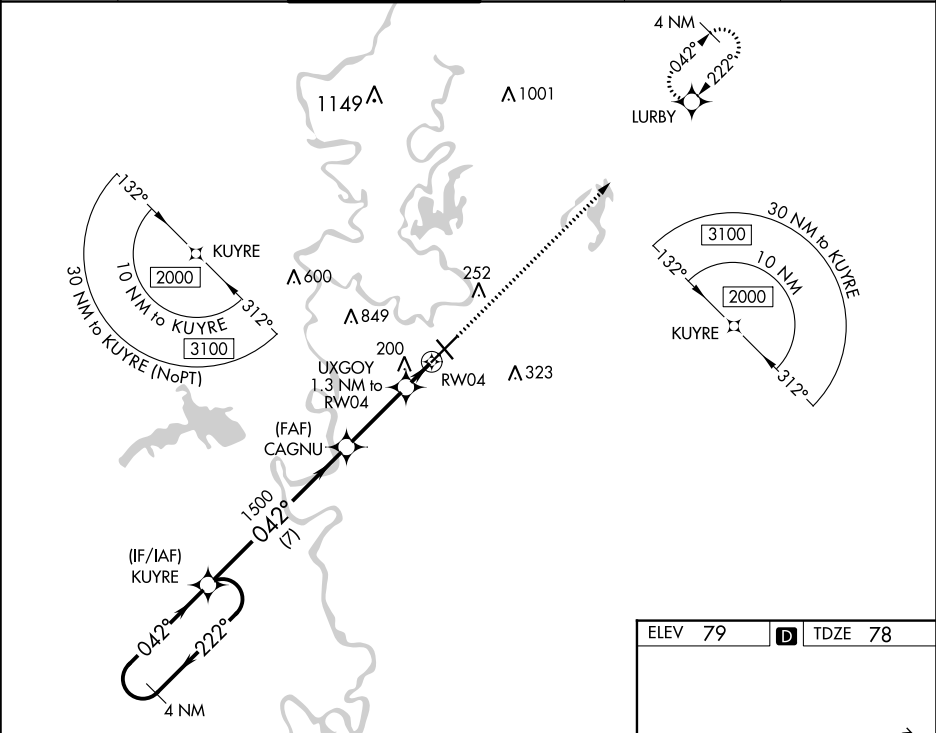 4 NM
042°
222°
LURBY
1149
1001
132°
KUYRE
2000
10 NM to KUYRE
312°
30 NM to KUYRE (NoPT)
3100
600
849
252
200
323
30 NM to KUYRE
3100
132°
10 NM
2000
KUYRE
312°
UXGOY
1.3 NM to
RW04
RW04
(FAF)
CAGNU
1500
042°
(7)
(IF/IAF)
KUYRE
042°
222°
4 NM
ELEV 79 D TDZE 78